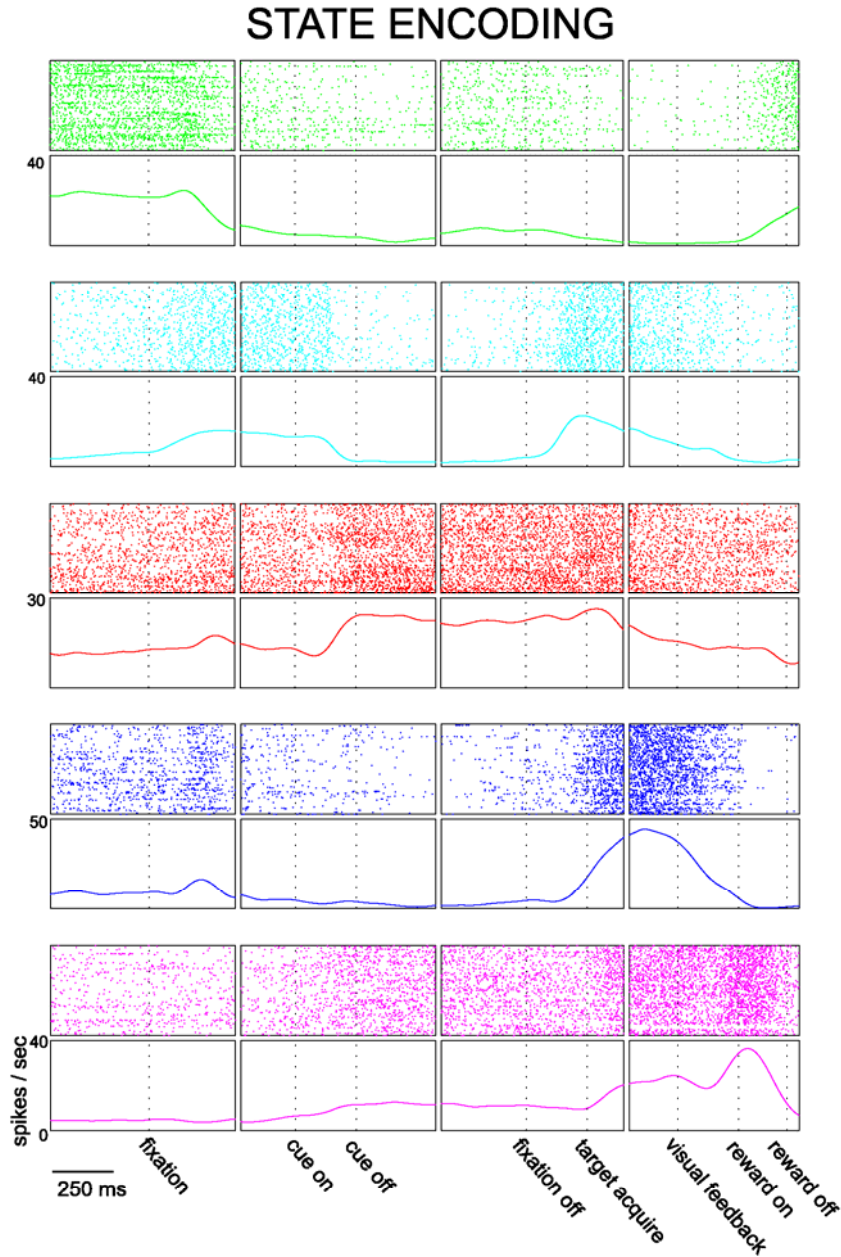 STATE ENCODING
40
40
30
50
40
spikes / sec
0
fixation
cue on
cue off
fixation off
target acquire
visual feedback
reward on
reward off
250 ms